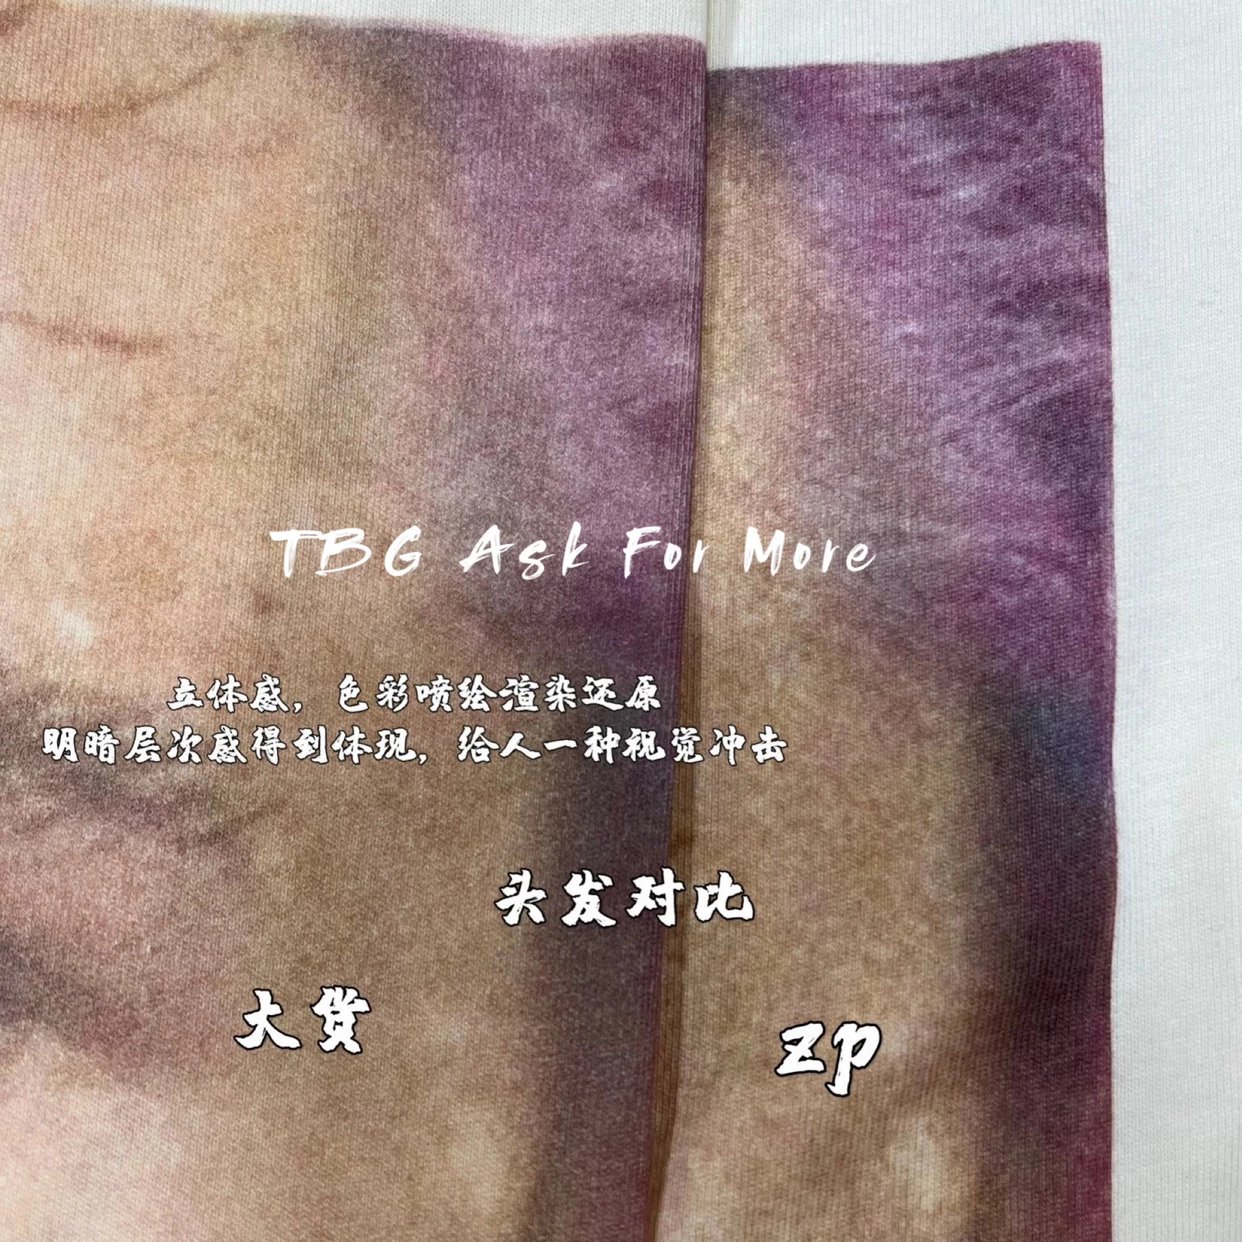 TBG Ask For More
立体感，色彩喷绘渲染还原
明暗层次感得到体现，给人一种视觉冲击
头发对比
大货
zp